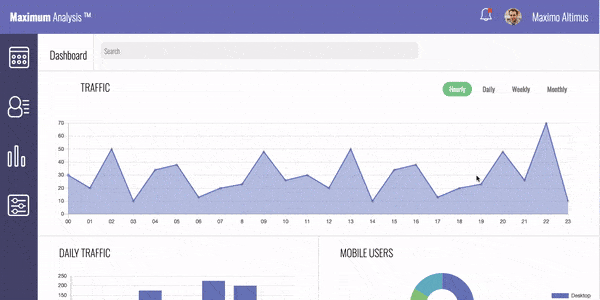 Maximum Analysis ™
Maximo Altimus
Dashboard
Search
TRAFFIC
Hourly Daily Weekly Monthly
70
60
50
40
30
20
10
0
00 01 02 03 04 05 06 07 8 09 10 11 12 13 14 15 16 17 18 19 20 21 22 23
DAILY TRAFFIC
MOBILE USERS
250
200
150
100
Desktop